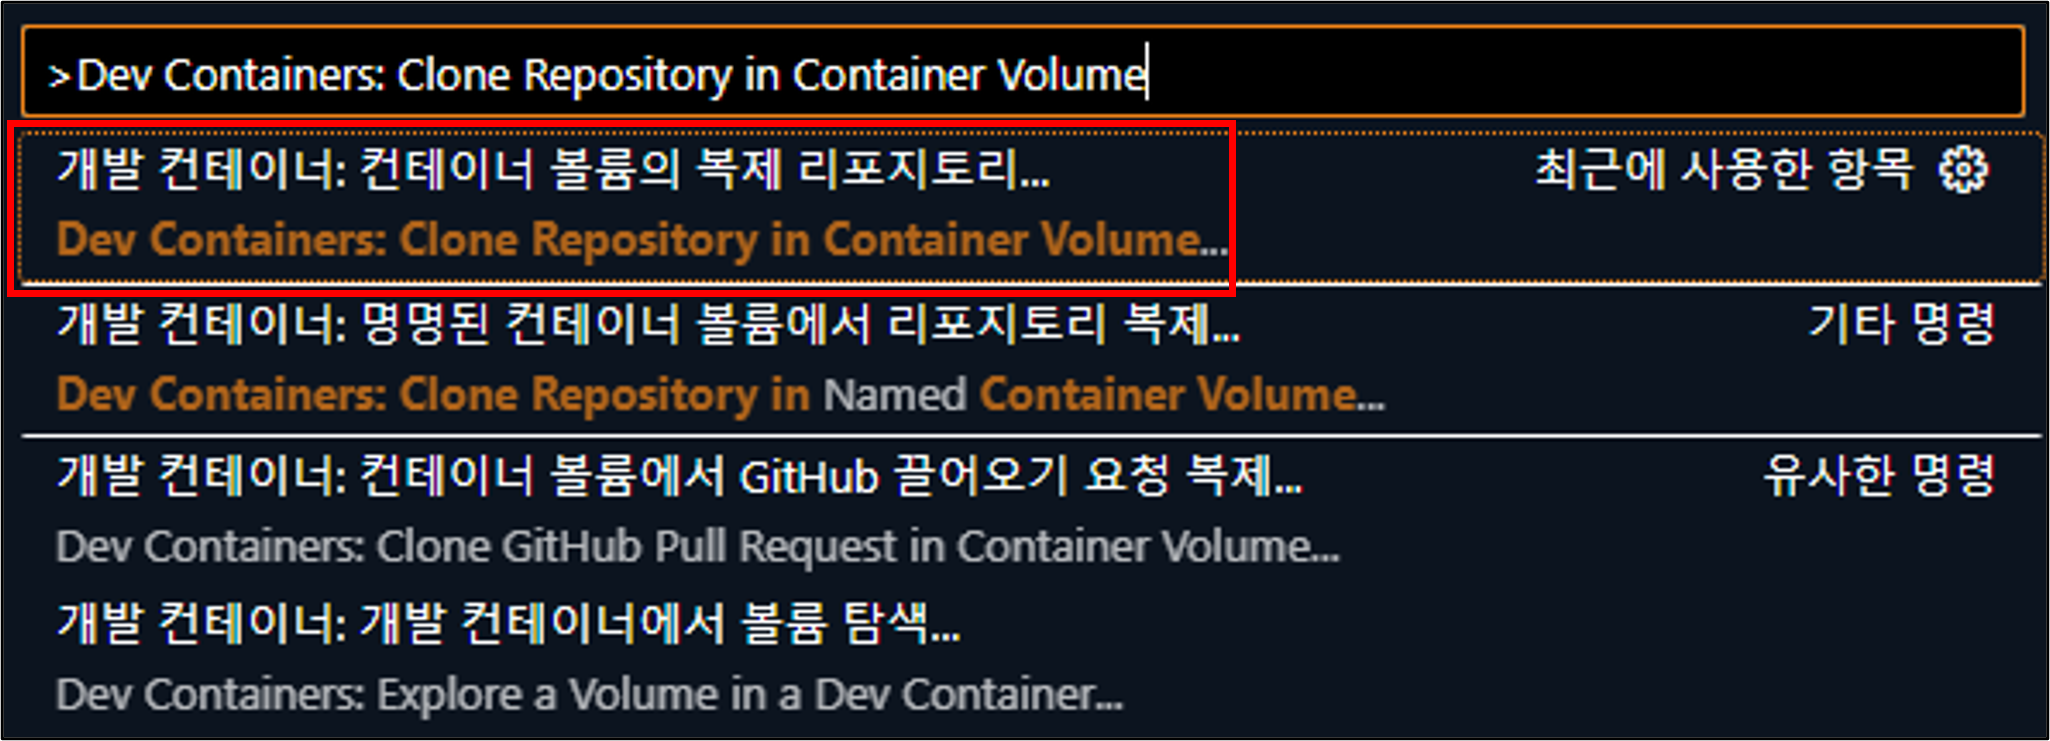 >Dev Containers: Clone Repository in Container Volume
개발 컨테이너: 컨테이너 볼륨의 복제 리포지토리... 최근에 사용한 항목
Dev Containers: Clone Repository in Container Volume...
개발 컨테이너: 명명된 컨테이너 볼륨에서 리포지토리 복제... 기타 명령
Dev Containers: Clone Repository in Named Container Volume...
개발 컨테이너: 컨테이너 볼륨에서 GitHub 끌어오기 요청 복제... 유사한 명령
Dev Containers: Clone GitHub Pull Request in Container Volume...
개발 컨테이너: 개발 컨테이너에서 볼륨 탐색...
Dev Containers: Explore a Volume in a Dev Container...